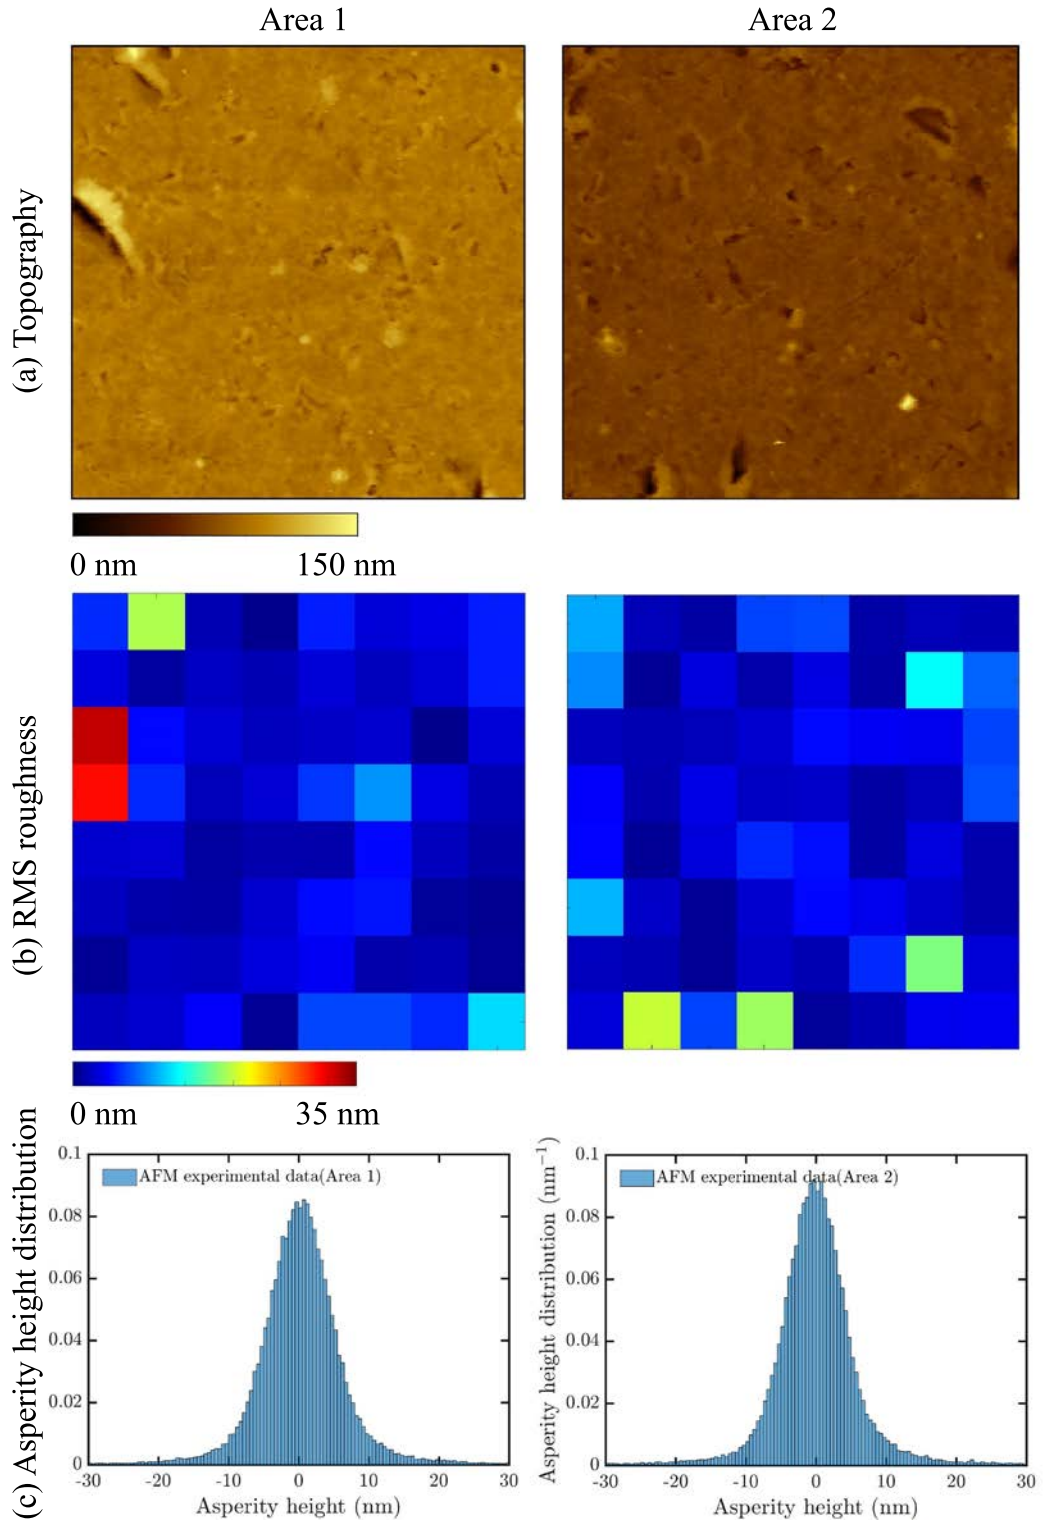 Area 1
Area 2
(a) Topography
0 nm
150 nm
(b) RMS roughness
0 nm
35 nm
(c) Asperity height distribution
0.1
0.08
0.06
0.04
0.02
0
AFM experimental data(Area 1)
-30 -20 -10 0 10 20 30
Asperity height (nm)
Asperity height distribution (nm−1)
0.1
0.08
0.06
0.04
0.02
0
AFM experimental data(Area 2)
-30 -20 -10 0 10 20 30
Asperity height (nm)